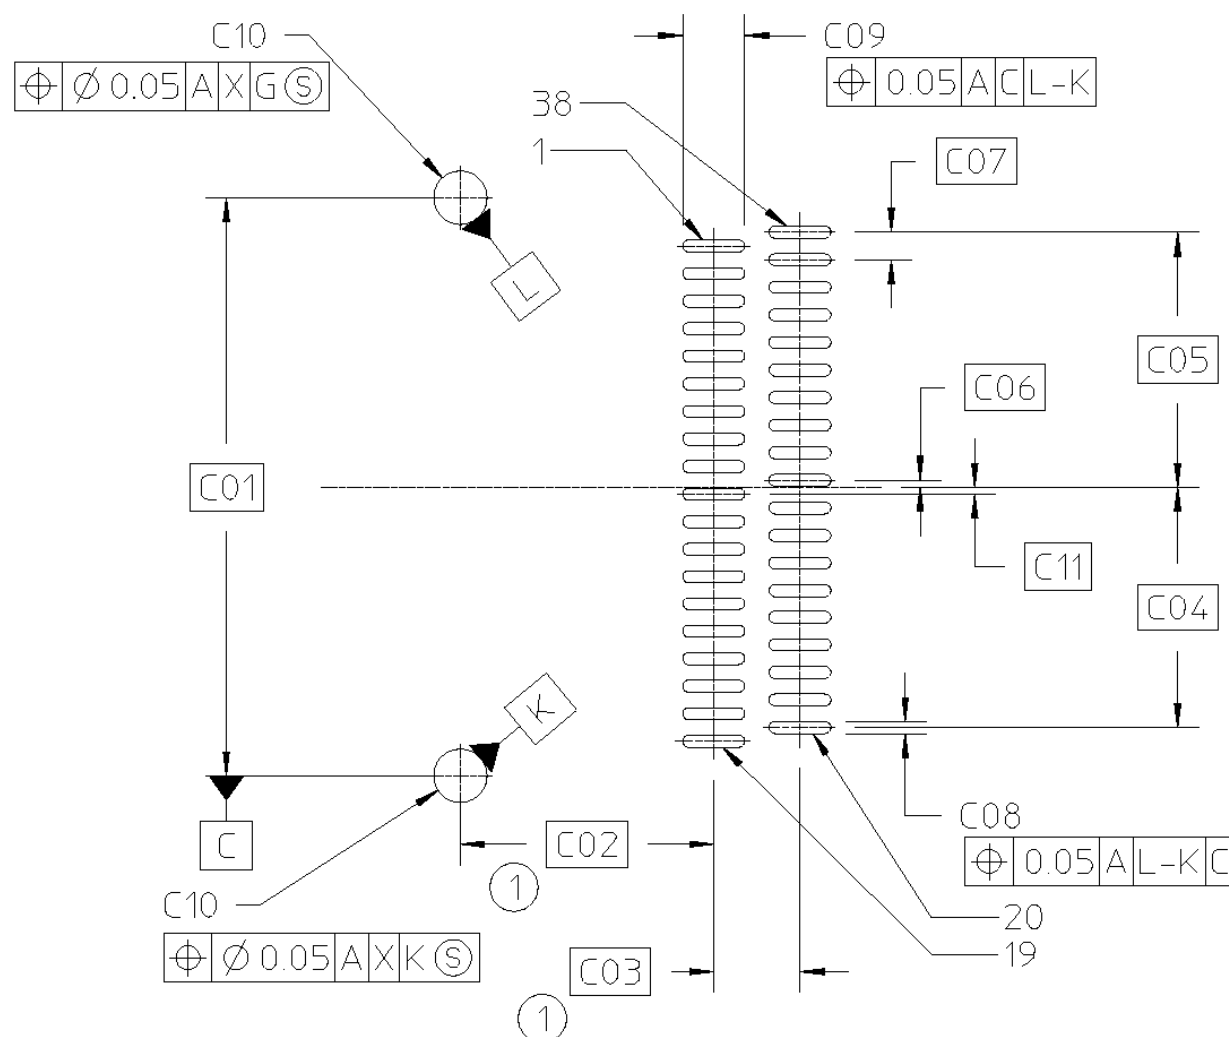 C10
⌖ Ø 0.05 A X G Ⓢ
C09
⌖ 0.05 A C L-K
38
1
C07
L
C05
C06
C01
C11
C04
K
C
C02
C08
⌖ 0.05 A L-K C
①
C10
20
⌖ Ø 0.05 A X K Ⓢ
19
C03
①